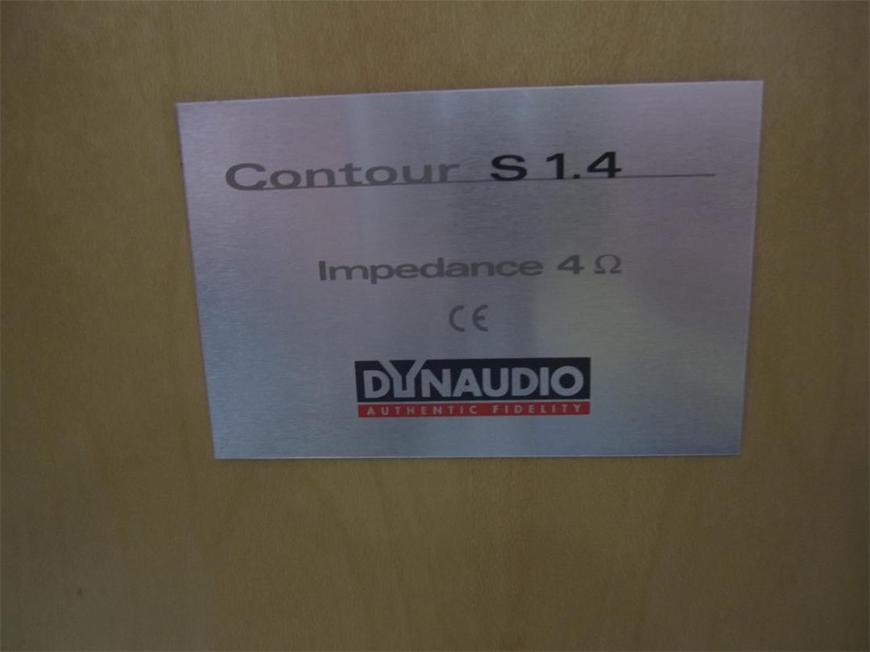 Contour S 1.4
Impedance 4 Ω
CE
DYNAUDIO
AUTHENTIC FIDELITY